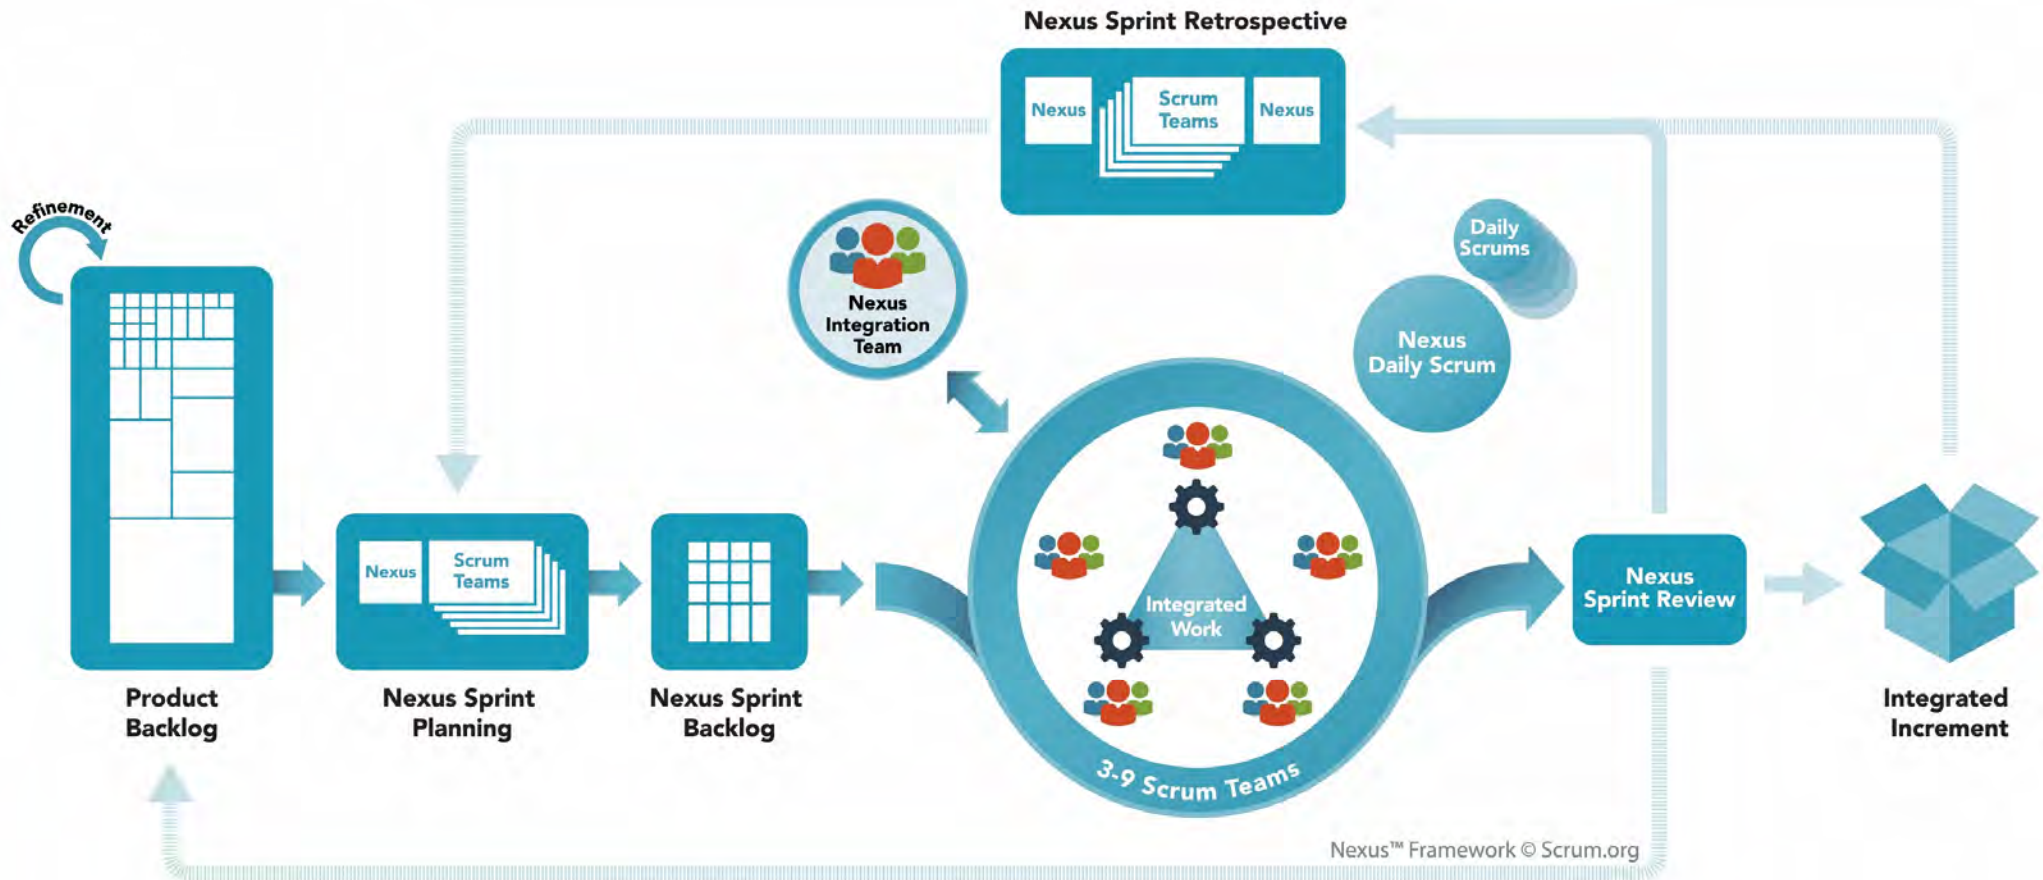 Nexus Sprint Retrospective
Nexus
Scrum
Teams
Nexus
Refinement
Nexus
Integration
Team
Daily
Scrums
Nexus
Daily Scrum
Nexus
Scrum
Teams
Integrated
Work
Nexus
Sprint Review
Product
Backlog
Nexus Sprint
Planning
Nexus Sprint
Backlog
3-9 Scrum Teams
Integrated
Increment
Nexus™ Framework © Scrum.org